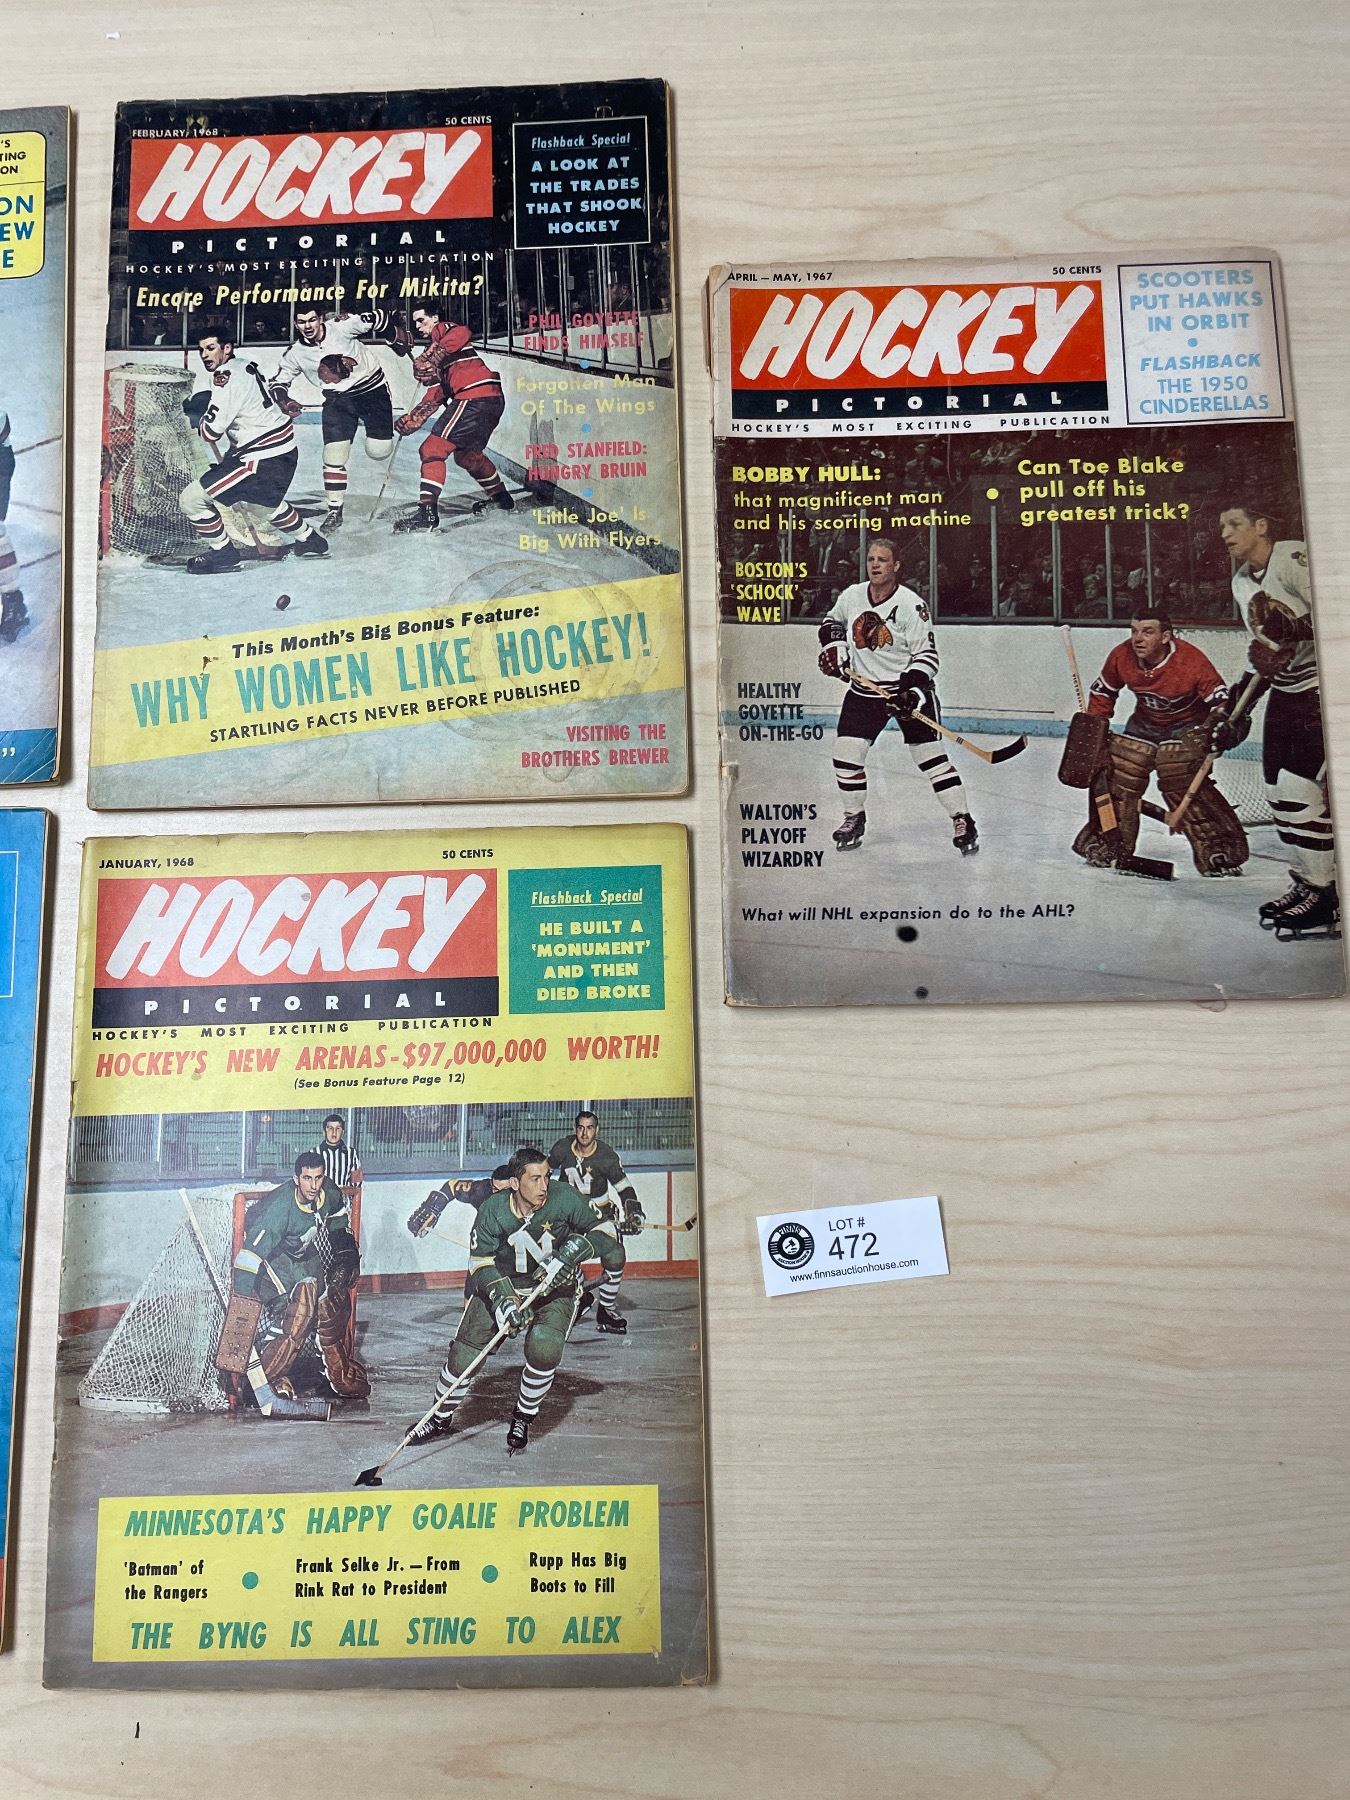 'S
TING
ON
ON
EW
E
"
FEBRUARY, 1968
50 CENTS
HOCKEY
PICTORIAL
HOCKEY'S MOST EXCITING PUBLICATION
Flashback Special
A LOOK AT
THE TRADES
THAT SHOOK
HOCKEY
Encore Performance For Mikita?
PHIL GOYETTE
FINDS HIMSELF
Forgotten Man
Of The Wings
FRED STANFIELD:
HUNGRY BRUIN
'Little Joe' Is
Big With Flyers
This Month's Big Bonus Feature:
WHY WOMEN LIKE HOCKEY!
STARTLING FACTS NEVER BEFORE PUBLISHED
VISITING THE
BROTHERS BREWER
APRIL — MAY, 1967
50 CENTS
HOCKEY
PICTORIAL
HOCKEY'S MOST EXCITING PUBLICATION
SCOOTERS
PUT HAWKS
IN ORBIT
•
FLASHBACK
THE 1950
CINDERELLAS
BOBBY HULL:
that magnificent man
and his scoring machine
•
Can Toe Blake
pull off his
greatest trick?
BOSTON'S
'SCHOCK'
WAVE
HEALTHY
GOYETTE
ON-THE-GO
WALTON'S
PLAYOFF
WIZARDRY
What will NHL expansion do to the AHL?
JANUARY, 1968
50 CENTS
HOCKEY
PICTORIAL
HOCKEY'S MOST EXCITING PUBLICATION
Flashback Special
HE BUILT A
'MONUMENT'
AND THEN
DIED BROKE
HOCKEY'S NEW ARENAS-$97,000,000 WORTH!
(See Bonus Feature Page 12)
N
MINNESOTA'S HAPPY GOALIE PROBLEM
'Batman' of
the Rangers
•
Frank Selke Jr. — From
Rink Rat to President
•
Rupp Has Big
Boots to Fill
THE BYNG IS ALL STING TO ALEX
FINNS
AUCTION HOUSE
LOT #
472
www.finnsauctionhouse.com